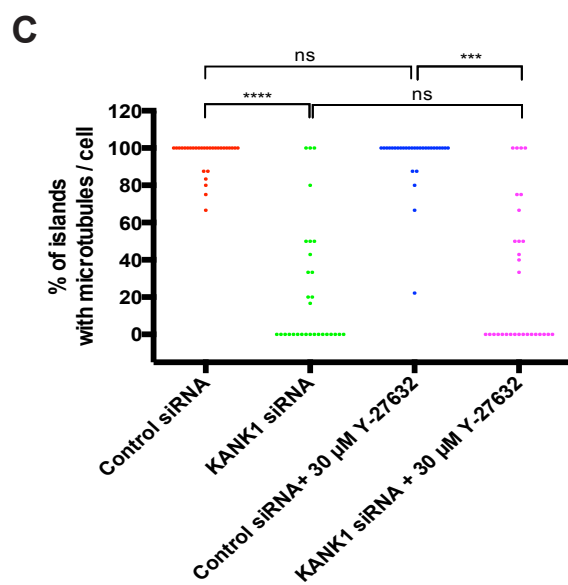 C
ns
***
****
ns
120
100
80
60
40
20
0
% of islands
with microtubules / cell
Control siRNA
KANK1 siRNA
Control siRNA+ 30 µM Y-27632
KANK1 siRNA + 30 µM Y-27632